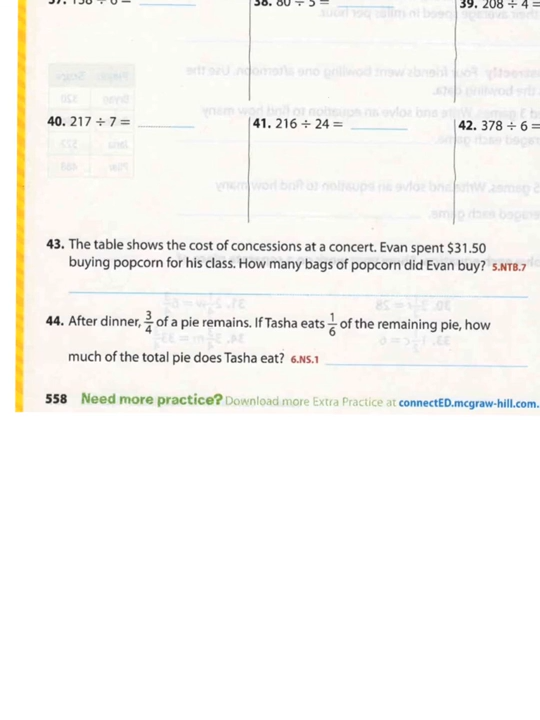 37. 138 ÷ 6 =
38. 80 ÷ 5 =
39. 208 ÷ 4 =
40. 217 ÷ 7 =
41. 216 ÷ 24 =
42. 378 ÷ 6 =
43. The table shows the cost of concessions at a concert. Evan spent $31.50
buying popcorn for his class. How many bags of popcorn did Evan buy? 5.NTB.7
44. After dinner, 3/4 of a pie remains. If Tasha eats 1/6 of the remaining pie, how
much of the total pie does Tasha eat? 6.NS.1
558 Need more practice? Download more Extra Practice at connectED.mcgraw-hill.com.